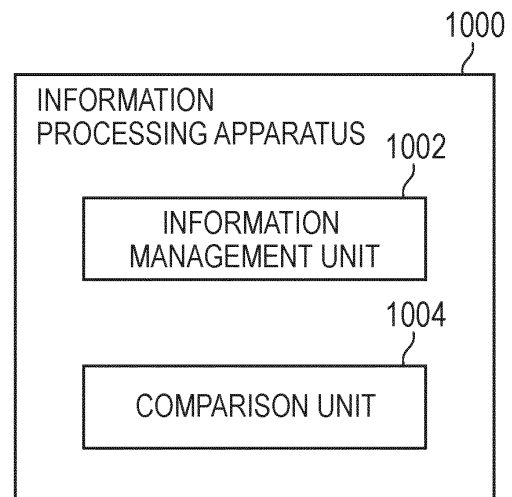 1000
INFORMATION
PROCESSING APPARATUS
1002
INFORMATION
MANAGEMENT UNIT
1004
COMPARISON UNIT